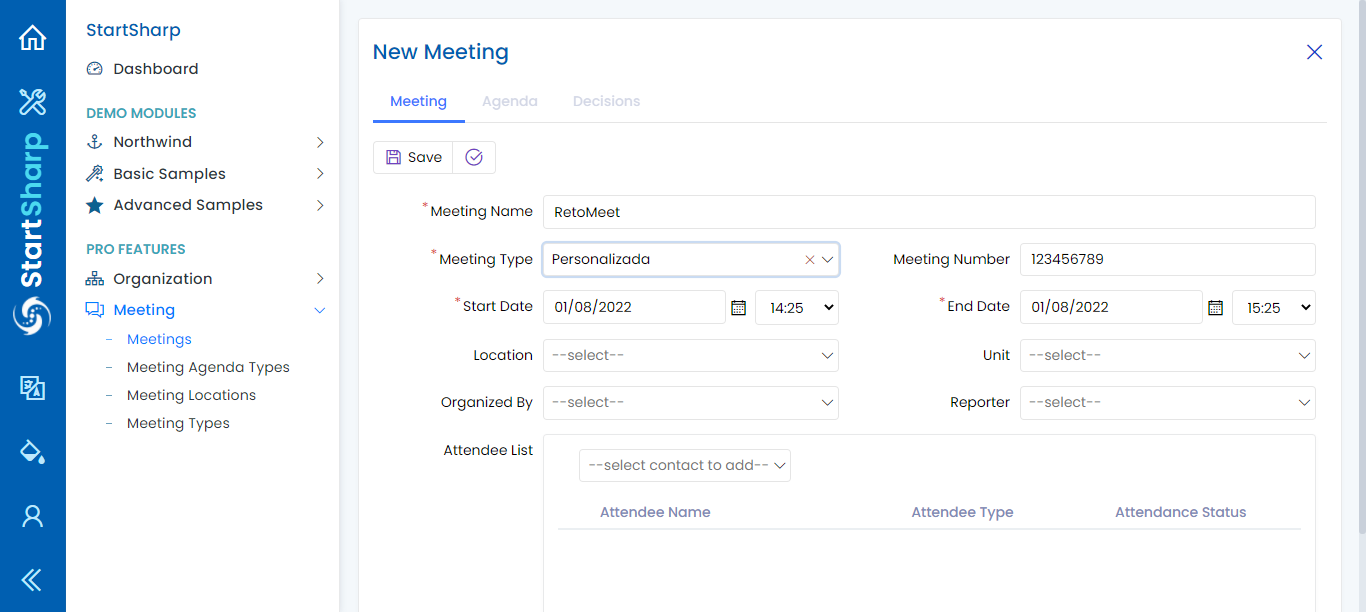 StartSharp
StartSharp
Dashboard
DEMO MODULES
Northwind
Basic Samples
Advanced Samples
PRO FEATURES
Organization
Meeting
Meetings
Meeting Agenda Types
Meeting Locations
Meeting Types
New Meeting
Meeting Agenda Decisions
Save
*Meeting Name RetoMeet
*Meeting Type Personalizada Meeting Number 123456789
*Start Date 01/08/2022 14:25 *End Date 01/08/2022 15:25
Location --select-- Unit --select--
Organized By --select-- Reporter --select--
Attendee List
--select contact to add--
Attendee Name Attendee Type Attendance Status